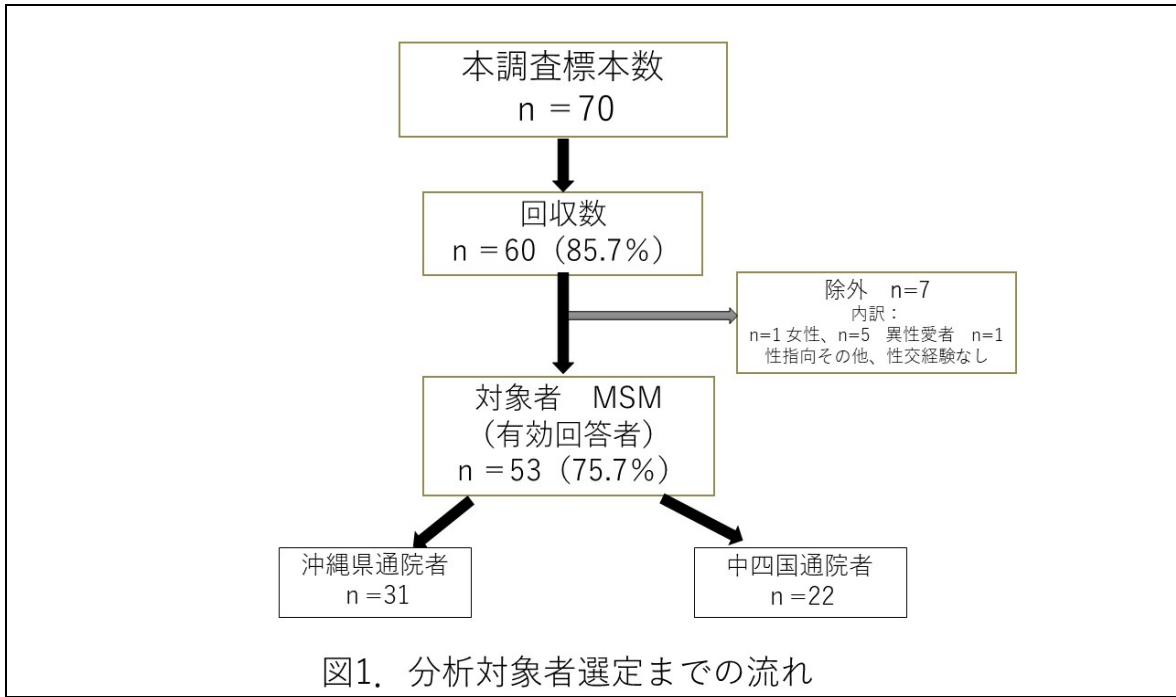 本調査標本数
n =70
回収数
n =60（85.7%）
除外　n=7
内訳：
n=1 女性、n=5　異性愛者　n=1
性指向その他、性交経験なし
対象者　MSM
（有効回答者）
n =53（75.7%）
沖縄県通院者
n =31
中四国通院者
n =22
図1．分析対象者選定までの流れ